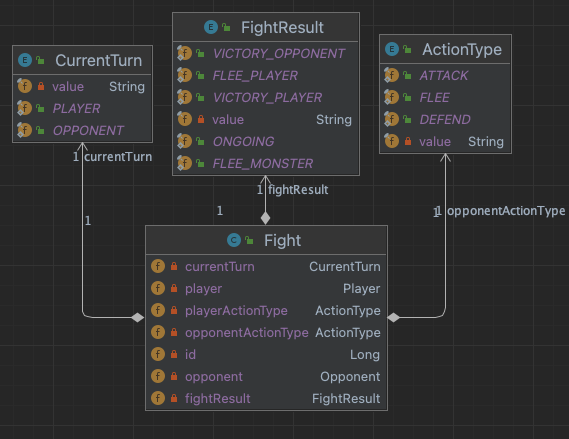 CurrentTurn
value String
PLAYER
OPPONENT
FightResult
VICTORY_OPPONENT
FLEE_PLAYER
VICTORY_PLAYER
value String
ONGOING
FLEE_MONSTER
ActionType
ATTACK
FLEE
DEFEND
value String
1 currentTurn
1
1 fightResult
1
1 opponentActionType
1
Fight
currentTurn CurrentTurn
player Player
playerActionType ActionType
opponentActionType ActionType
id Long
opponent Opponent
fightResult FightResult